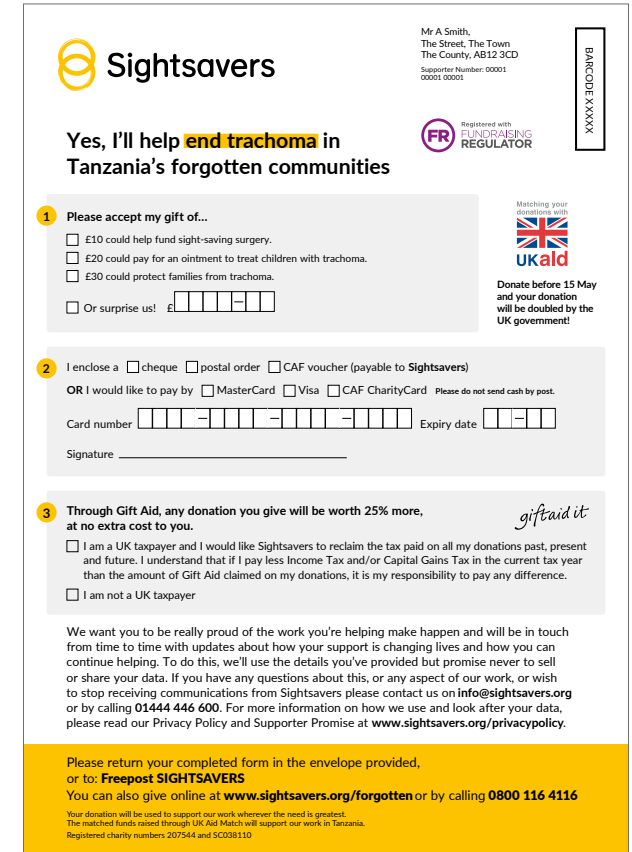 Sightsavers
Mr A Smith,
The Street, The Town
The County, AB12 3CD
Supporter Number: 00001
00001 00001
BARCODE X XXXX
Registered with
FR FUNDRAISING
REGULATOR
Yes, I'll help end trachoma in
Tanzania's forgotten communities
1 Please accept my gift of...
£10 could help fund sight-saving surgery.
£20 could pay for an ointment to treat children with trachoma.
£30 could protect families from trachoma.
Or surprise us! £
Matching your
donations with
UKaid
Donate before 15 May
and your donation
will be doubled by the
UK government!
2 I enclose a cheque postal order CAF voucher (payable to Sightsavers)
OR I would like to pay by MasterCard Visa CAF CharityCard Please do not send cash by post.
Card number Expiry date
Signature
3 Through Gift Aid, any donation you give will be worth 25% more,
at no extra cost to you.
giftaid it
I am a UK taxpayer and I would like Sightsavers to reclaim the tax paid on all my donations past, present
and future. I understand that if I pay less Income Tax and/or Capital Gains Tax in the current tax year
than the amount of Gift Aid claimed on my donations, it is my responsibility to pay any difference.
I am not a UK taxpayer
We want you to be really proud of the work you're helping make happen and will be in touch
from time to time with updates about how your support is changing lives and how you can
continue helping. To do this, we'll use the details you've provided but promise never to sell
or share your data. If you have any questions about this, or any aspect of our work, or wish
to stop receiving communications from Sightsavers please contact us on info@sightsavers.org
or by calling 01444 446 600. For more information on how we use and look after your data,
please read our Privacy Policy and Supporter Promise at www.sightsavers.org/privacypolicy.
Please return your completed form in the envelope provided,
or to: Freepost SIGHTSAVERS
You can also give online at www.sightsavers.org/forgotten or by calling 0800 116 4116
Your donation will be used to support our work wherever the need is greatest.
The matched funds raised through UK Aid Match will support our work in Tanzania.
Registered charity numbers 207544 and SC038110